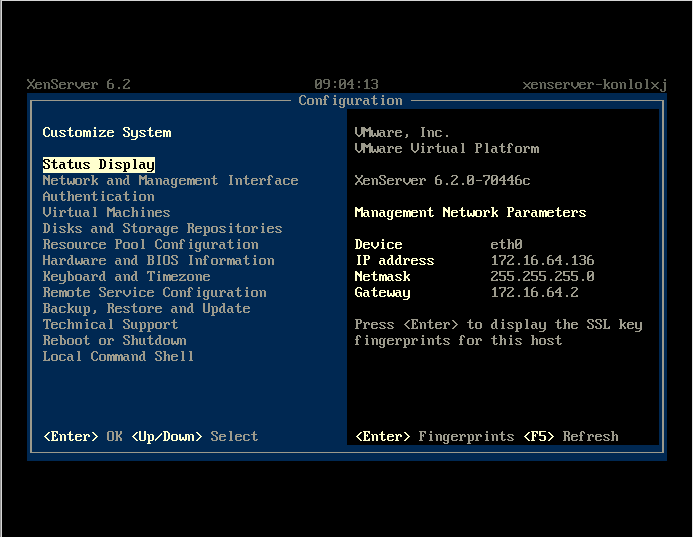 XenServer 6.2 09:04:13 xenserver-konlolxj
Configuration
Customize System
Status Display
Network and Management Interface
Authentication
Virtual Machines
Disks and Storage Repositories
Resource Pool Configuration
Hardware and BIOS Information
Keyboard and Timezone
Remote Service Configuration
Backup, Restore and Update
Technical Support
Reboot or Shutdown
Local Command Shell
<Enter> OK <Up/Down> Select
VMware, Inc.
VMware Virtual Platform
XenServer 6.2.0-70446c
Management Network Parameters
Device eth0
IP address 172.16.64.136
Netmask 255.255.255.0
Gateway 172.16.64.2
Press <Enter> to display the SSL key
fingerprints for this host
<Enter> Fingerprints <F5> Refresh